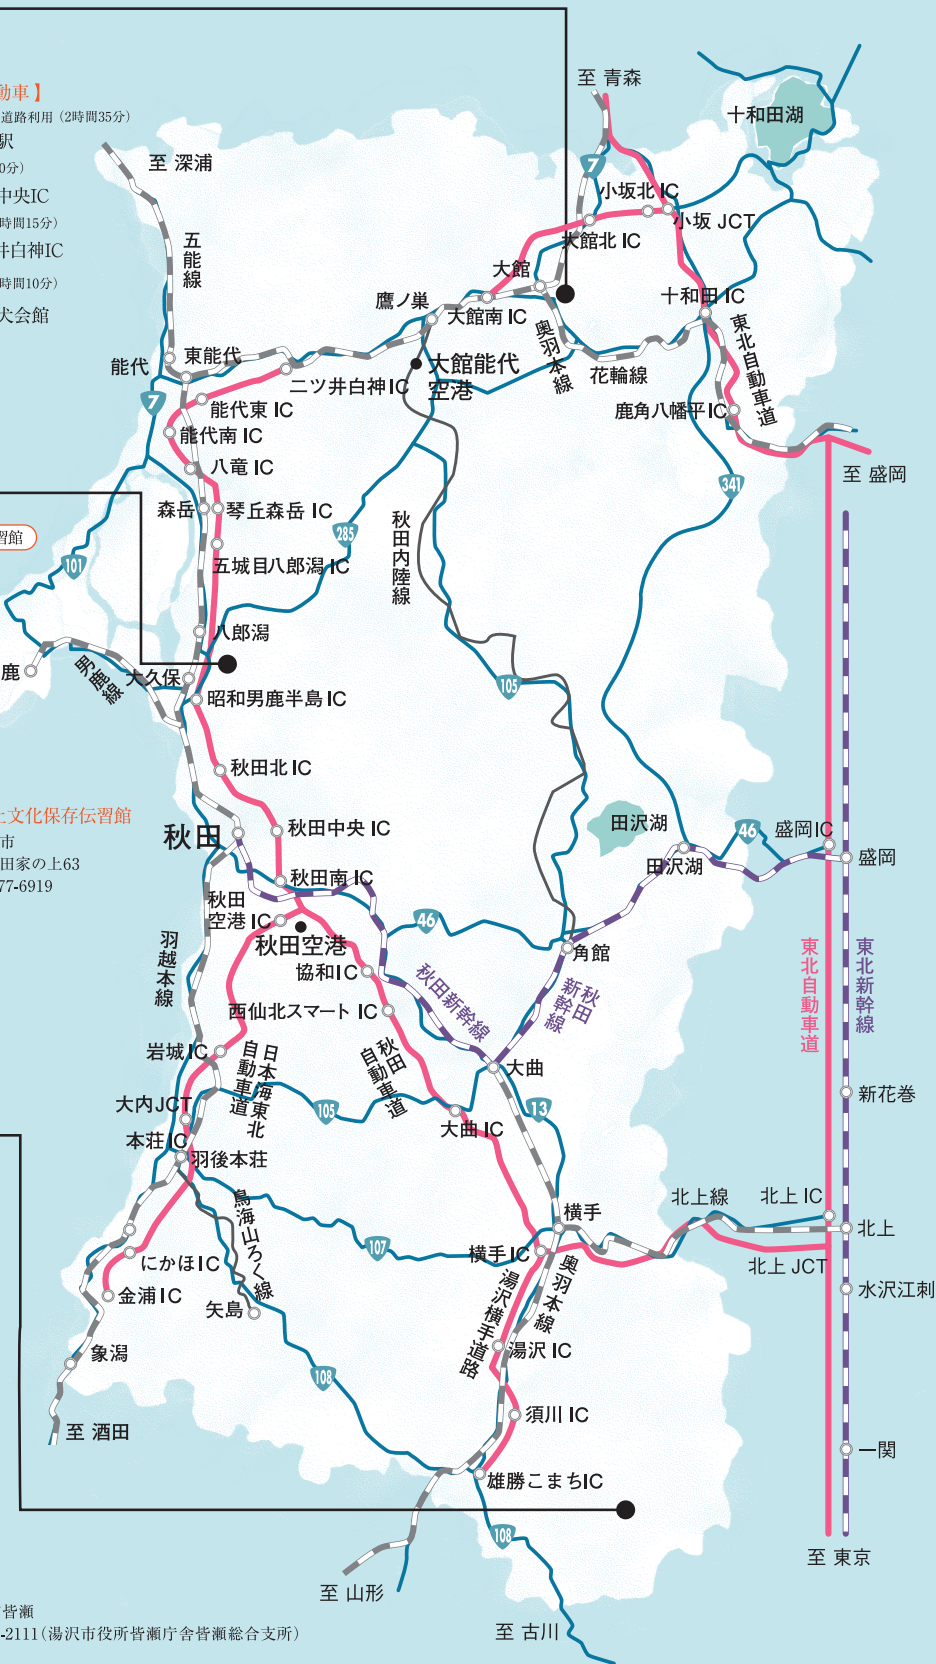 動車】
道路利用（2時間35分）
駅
0分）
中央IC
時間15分）
井白神IC
時間10分）
犬会館
習館
土文化保存伝習館
市
田家の上63
77-6919
皆瀬
-2111（湯沢市役所皆瀬庁舎皆瀬総合支所）
至 青森
十和田湖
至 深浦
7
小坂北 IC
小坂 JCT
大館北 IC
五能線
大館
十和田 IC
鷹ノ巣
大館南 IC
奥羽本線
東北自動車道
能代
東能代
大館能代
空港
花輪線
二ツ井白神IC
7
能代東 IC
鹿角八幡平IC
能代南 IC
八竜 IC
至 盛岡
341
森岳
琴丘森岳 IC
285
秋田内陸線
五城目八郎潟 IC
101
八郎潟
鹿
男鹿線
大久保
昭和男鹿半島 IC
105
秋田北 IC
秋田
秋田中央 IC
田沢湖
46
盛岡IC
盛岡
田沢湖
秋田南 IC
秋田
空港 IC
46
秋田空港
羽越本線
協和IC
角館
東北自動車道
東北新幹線
秋田新幹線
秋田
新幹線
西仙北スマート IC
岩城IC
日本海東北
自動車道
秋田
自動車道
大曲
大内JCT
105
大曲 IC
13
新花巻
本荘 IC
羽後本荘
鳥海山ろく線
北上線
北上 IC
横手
北上
107
横手 IC
にかほIC
北上 JCT
金浦 IC
矢島
湯沢横手道路
奥羽本線
水沢江刺
象潟
湯沢 IC
108
須川 IC
至 酒田
一関
雄勝こまちIC
108
至 東京
至 山形
至 古川